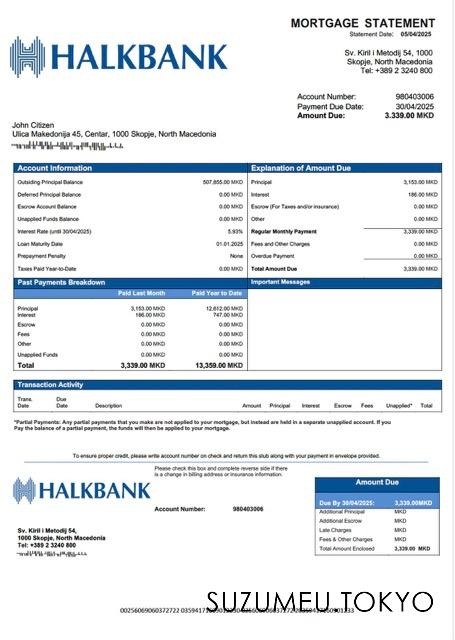 MORTGAGE STATEMENT
Statement Date: 05/04/2025
HALKBANK
Sv. Kiril i Metodij 54, 1000
Skopje, North Macedonia
Tel: +389 2 3240 800
Account Number: 980403006
Payment Due Date: 30/04/2025
Amount Due: 3.339.00 MKD
John Citizen
Ulica Makedonija 45, Centar, 1000 Skopje, North Macedonia
Account Information
Outsiding Principal Balance 507,855.00 MKD
Deferred Principal Balance 0.00 MKD
Escrow Account Balance 0.00 MKD
Unapplied Funds Balance 0.00 MKD
Interest Rate (until 30/04/2025) 5.93%
Loan Maturity Date 01.01.2025
Prepayment Penalty None
Taxes Paid Year-to-Date 0.00 MKD
Explanation of Amount Due
Principal 3,153.00 MKD
Interest 186.00 MKD
Escrow (For Taxes and/or insurance) 0.00 MKD
Other 0.00 MKD
Regular Monthly Payment 3,339.00 MKD
Fees and Other Charges 0.00 MKD
Overdue Payment 0.00 MKD
Total Amount Due 3,339.00 MKD
Past Payments Breakdown
Paid Last Month Paid Year to Date
Principal 3,153.00 MKD 12,612.00 MKD
Interest 186.00 MKD 747.00 MKD
Escrow 0.00 MKD 0.00 MKD
Fees 0.00 MKD 0.00 MKD
Other 0.00 MKD 0.00 MKD
Unapplied Funds 0.00 MKD 0.00 MKD
Total 3,339.00 MKD 13,359.00 MKD
Important Messages
Transaction Activity
Trans. Date Due Date Description Amount Principal Interest Escrow Fees Unapplied* Total
*Partial Payments: Any partial payments that you make are not applied to your mortgage, but instead are held in a separate unapplied account. If you
Pay the balance of a partial payment, the funds will then be applied to your mortgage.
To ensure proper credit, please write account number on check and return this stub along with your payment in envelope provided.
Please check this box and complete reverse side if there
is a change in billing address or insurance information.
HALKBANK
Account Number: 980403006
Sv. Kiril i Metodij 54,
1000 Skopje, North Macedonia
Tel: +389 2 3240 800
Amount Due
Due By 30/04/2025: 3,339.00MKD
Additional Principal MKD
Additional Escrow MKD
Late Charges MKD
Fees & Other Charges MKD
Total Amount Enclosed 3,339.00 MKD
SUZUMEU TOKYO